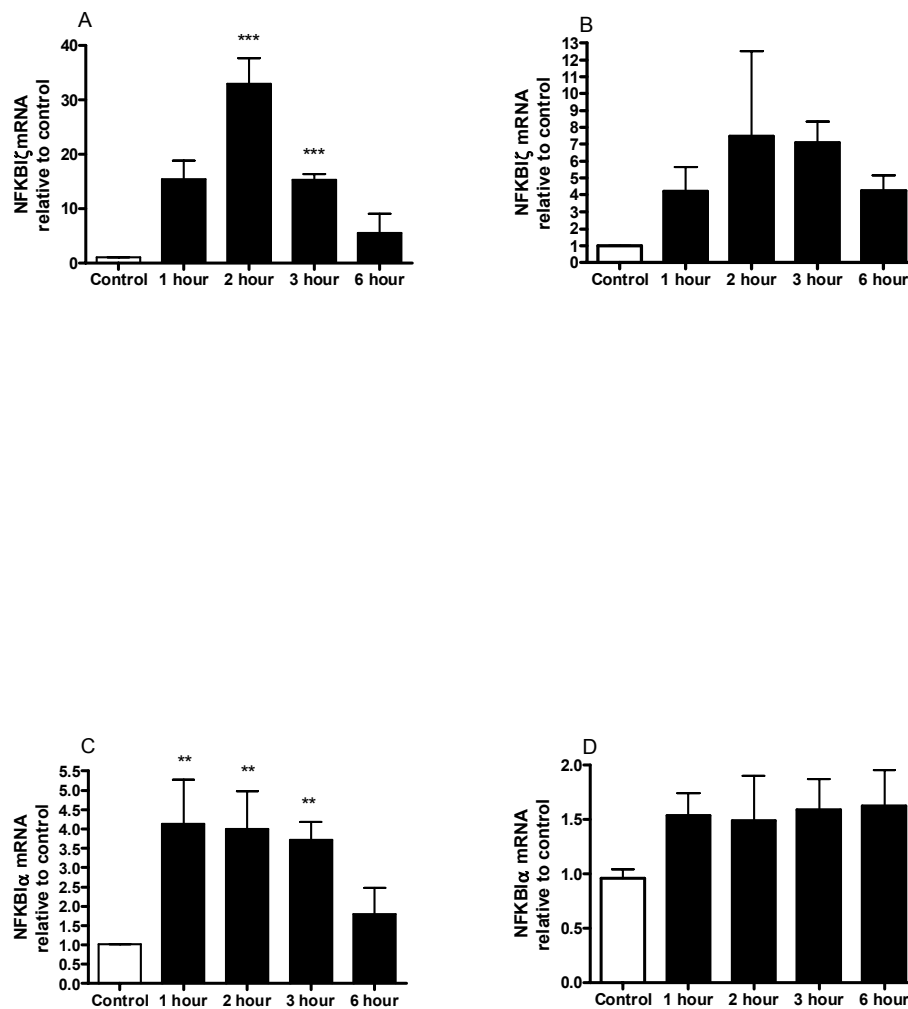 A
***
***
NFKBIζ mRNA
relative to control
40
30
20
10
0
Control 1 hour 2 hour 3 hour 6 hour
B
NFKBIζ mRNA
relative to control
13
12
11
10
9
8
7
6
5
4
3
2
1
0
Control 1 hour 2 hour 3 hour 6 hour
C
**
**
**
NFKBIα mRNA
relative to control
5.5
5.0
4.5
4.0
3.5
3.0
2.5
2.0
1.5
1.0
0.5
0.0
Control 1 hour 2 hour 3 hour 6 hour
D
NFKBIα mRNA
relative to control
2.0
1.5
1.0
0.5
0.0
Control 1 hour 2 hour 3 hour 6 hour